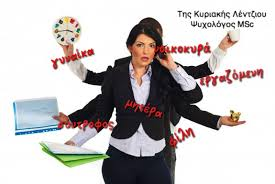 Της Κυριακής Λέντζιου
Ψυχολόγος MSc
γυναίκα
νοικοκυρά
εργαζόμενη
μητέρα
σύντροφος
φίλη